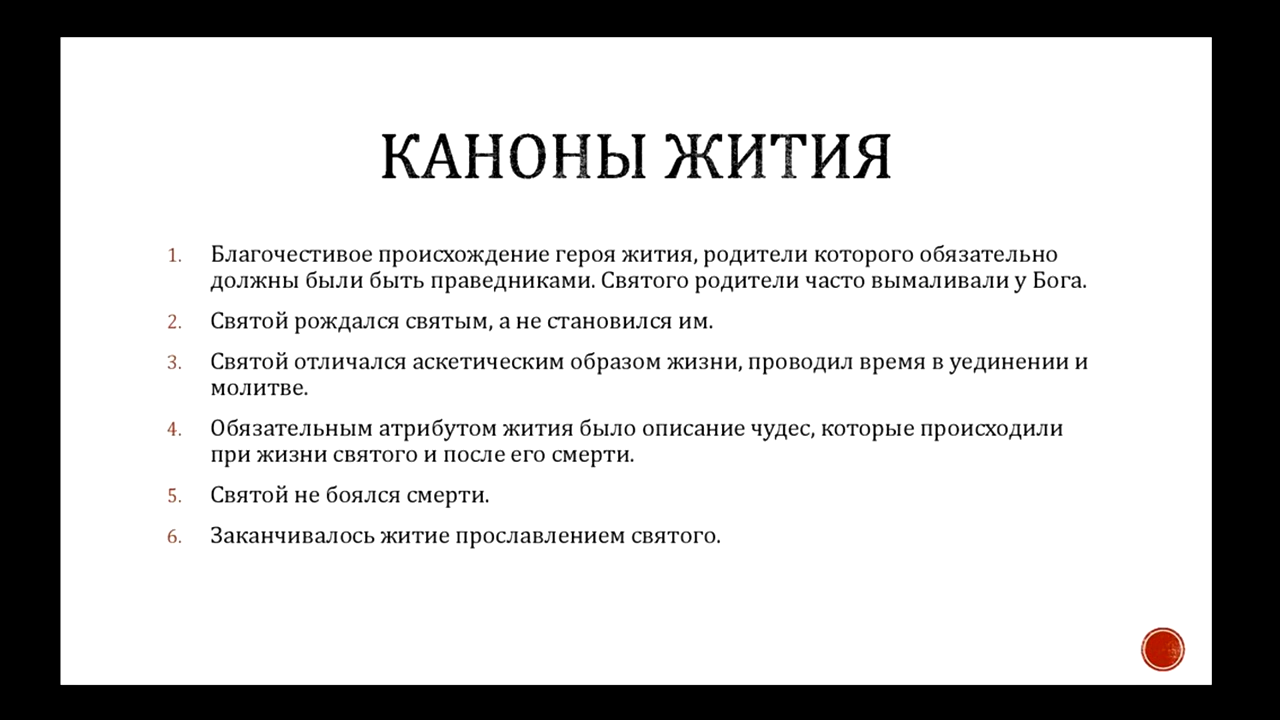 КАНОНЫ ЖИТИЯ
1. Благочестивое происхождение героя жития, родители которого обязательно
должны были быть праведниками. Святого родители часто вымаливали у Бога.
2. Святой рождался святым, а не становился им.
3. Святой отличался аскетическим образом жизни, проводил время в уединении и
молитве.
4. Обязательным атрибутом жития было описание чудес, которые происходили
при жизни святого и после его смерти.
5. Святой не боялся смерти.
6. Заканчивалось житие прославлением святого.